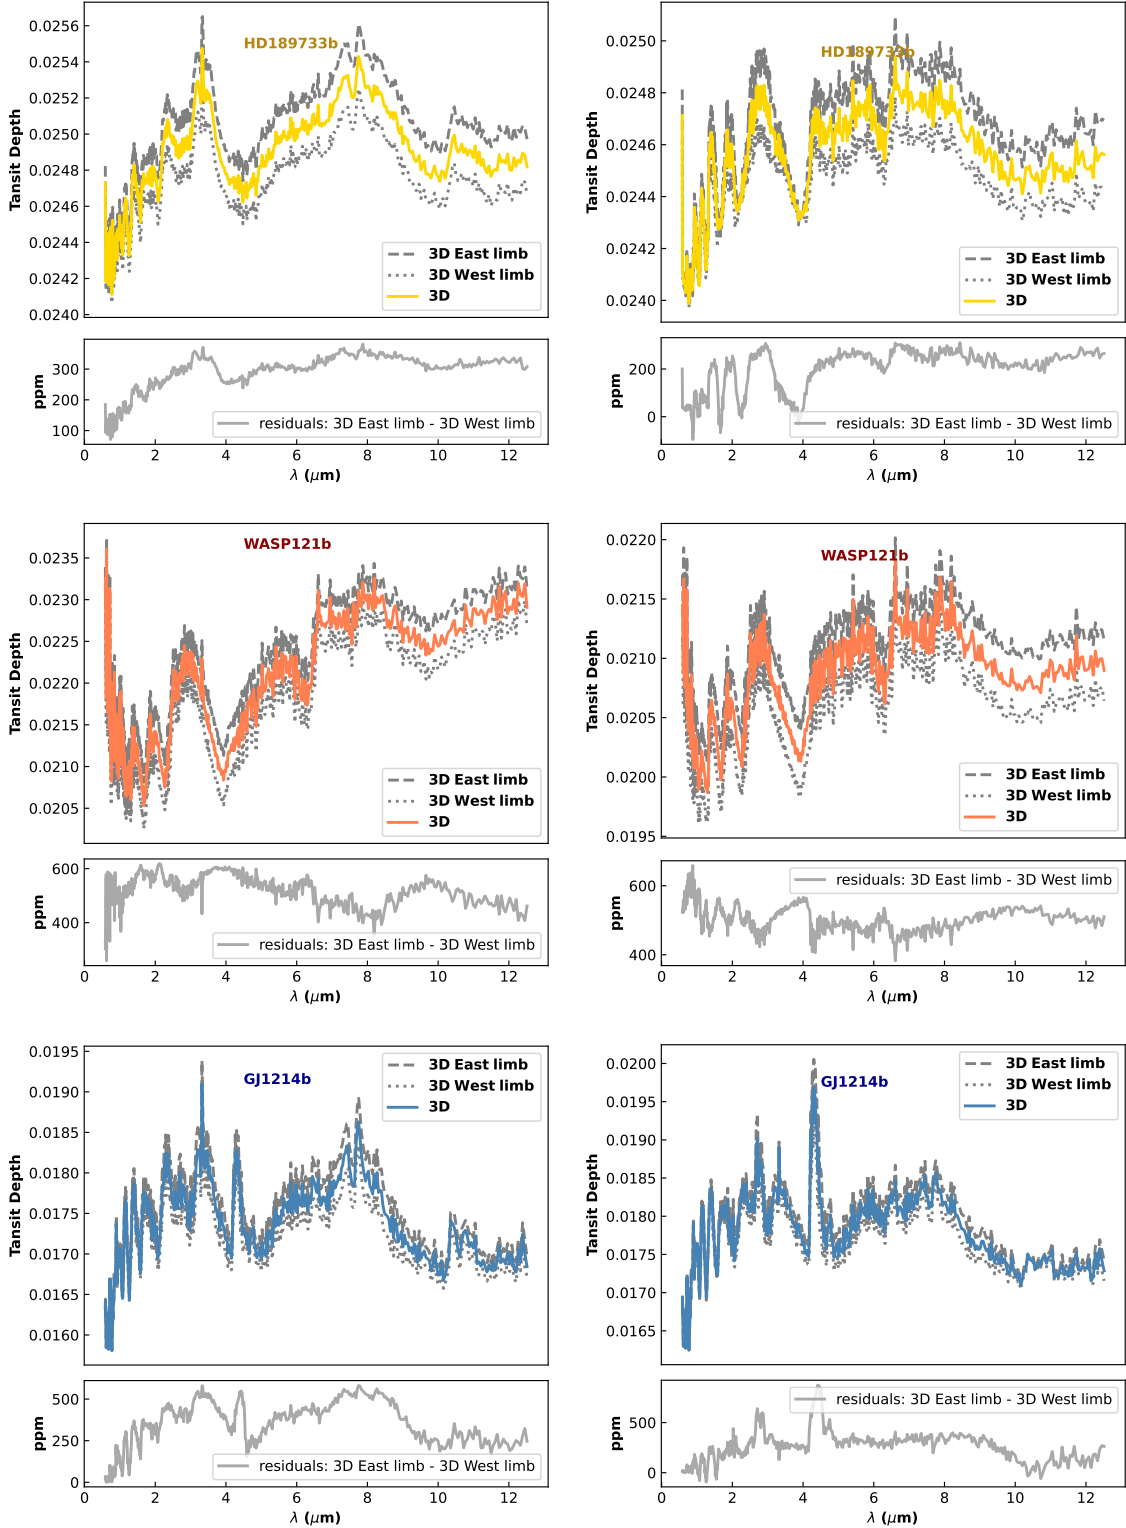 0.0256
0.0254
0.0252
0.0250
0.0248
0.0246
0.0244
0.0242
0.0240
Tansit Depth
HD189733b
3D East limb
3D West limb
3D
300
200
100
ppm
residuals: 3D East limb - 3D West limb
0 2 4 6 8 10 12
λ (μm)
0.0250
0.0248
0.0246
0.0244
0.0242
0.0240
Tansit Depth
HD189733b
3D East limb
3D West limb
3D
200
0
ppm
residuals: 3D East limb - 3D West limb
0 2 4 6 8 10 12
λ (μm)
0.0235
0.0230
0.0225
0.0220
0.0215
0.0210
0.0205
Tansit Depth
WASP121b
3D East limb
3D West limb
3D
600
400
ppm
residuals: 3D East limb - 3D West limb
0 2 4 6 8 10 12
λ (μm)
0.0220
0.0215
0.0210
0.0205
0.0200
0.0195
Tansit Depth
WASP121b
3D East limb
3D West limb
3D
600
400
ppm
residuals: 3D East limb - 3D West limb
0 2 4 6 8 10 12
λ (μm)
0.0195
0.0190
0.0185
0.0180
0.0175
0.0170
0.0165
0.0160
Tansit Depth
GJ1214b
3D East limb
3D West limb
3D
500
250
0
ppm
residuals: 3D East limb - 3D West limb
0 2 4 6 8 10 12
λ (μm)
0.0200
0.0195
0.0190
0.0185
0.0180
0.0175
0.0170
0.0165
Tansit Depth
GJ1214b
3D East limb
3D West limb
3D
500
0
ppm
residuals: 3D East limb - 3D West limb
0 2 4 6 8 10 12
λ (μm)